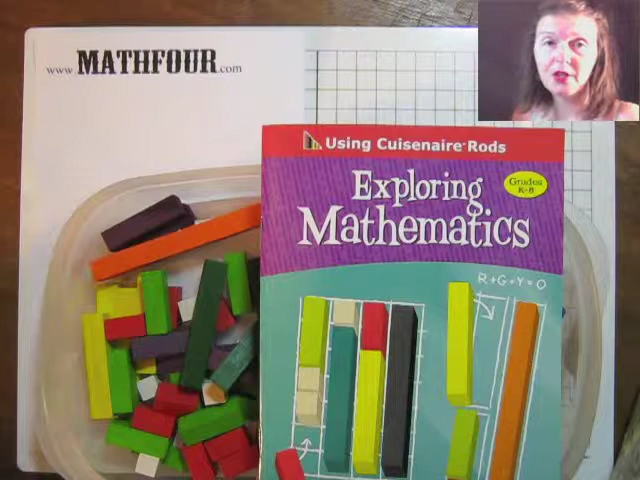 www.MATHFOUR.com
Using Cuisenaire® Rods
Exploring
Mathematics
Grades
K-8
R+G+Y=O